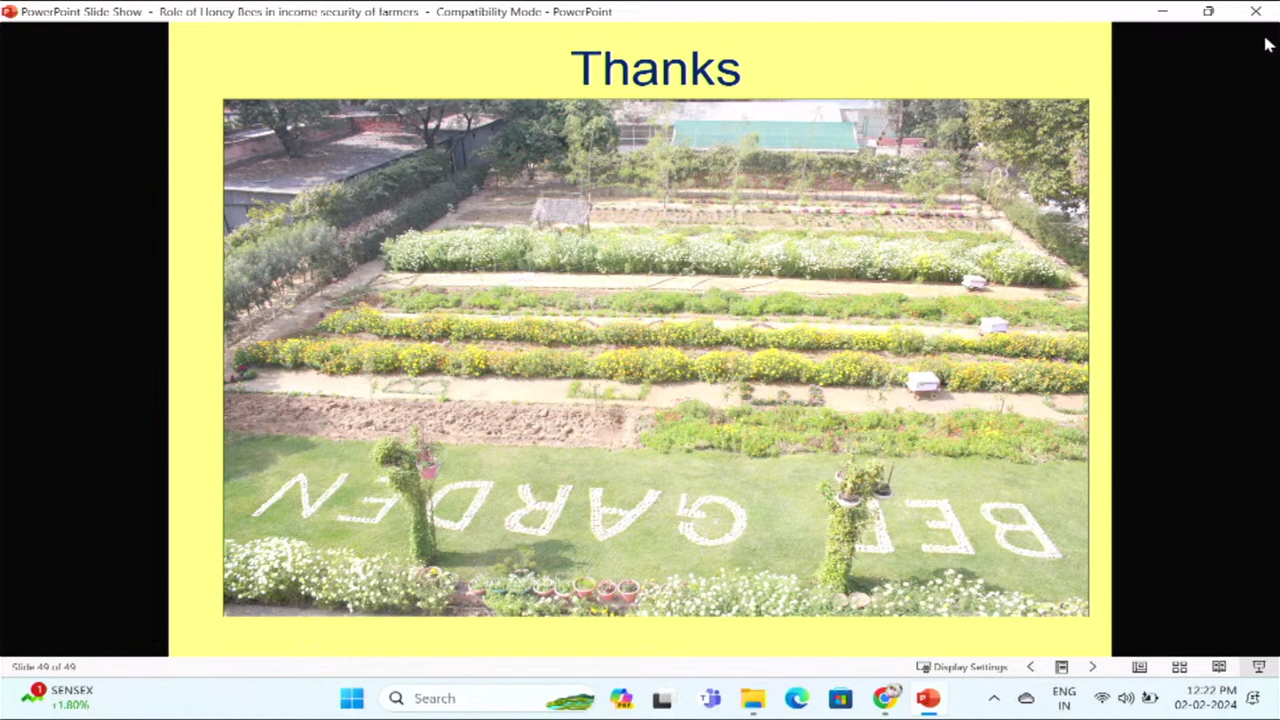 PowerPoint Slide Show - Role of Honey Bees in income security of farmers - Compatibility Mode - PowerPoint
Thanks
BEE GARDEN
Slide 49 of 49
Display Settings
1
SENSEX
+1.80%
Search
ENG
IN
12:22 PM
02-02-2024